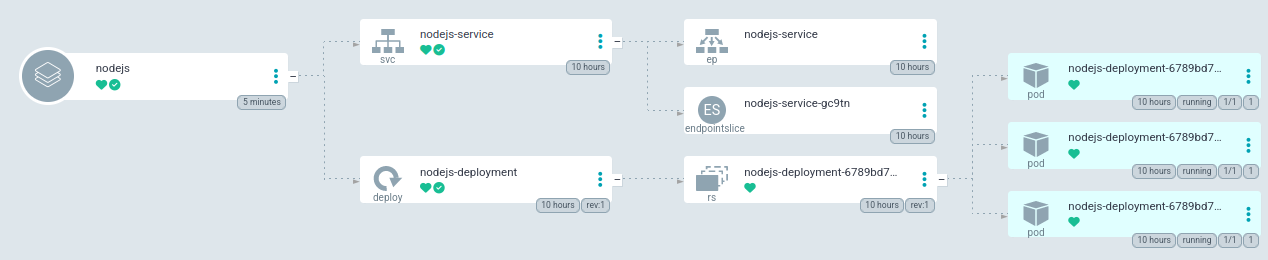 nodejs
5 minutes
nodejs-service
svc
10 hours
nodejs-deployment
deploy
10 hours rev:1
nodejs-service
ep
10 hours
ES
nodejs-service-gc9tn
endpointslice
10 hours
nodejs-deployment-6789bd7...
rs
10 hours rev:1
nodejs-deployment-6789bd7...
pod
10 hours running 1/1 1
nodejs-deployment-6789bd7...
pod
10 hours running 1/1 1
nodejs-deployment-6789bd7...
pod
10 hours running 1/1 1